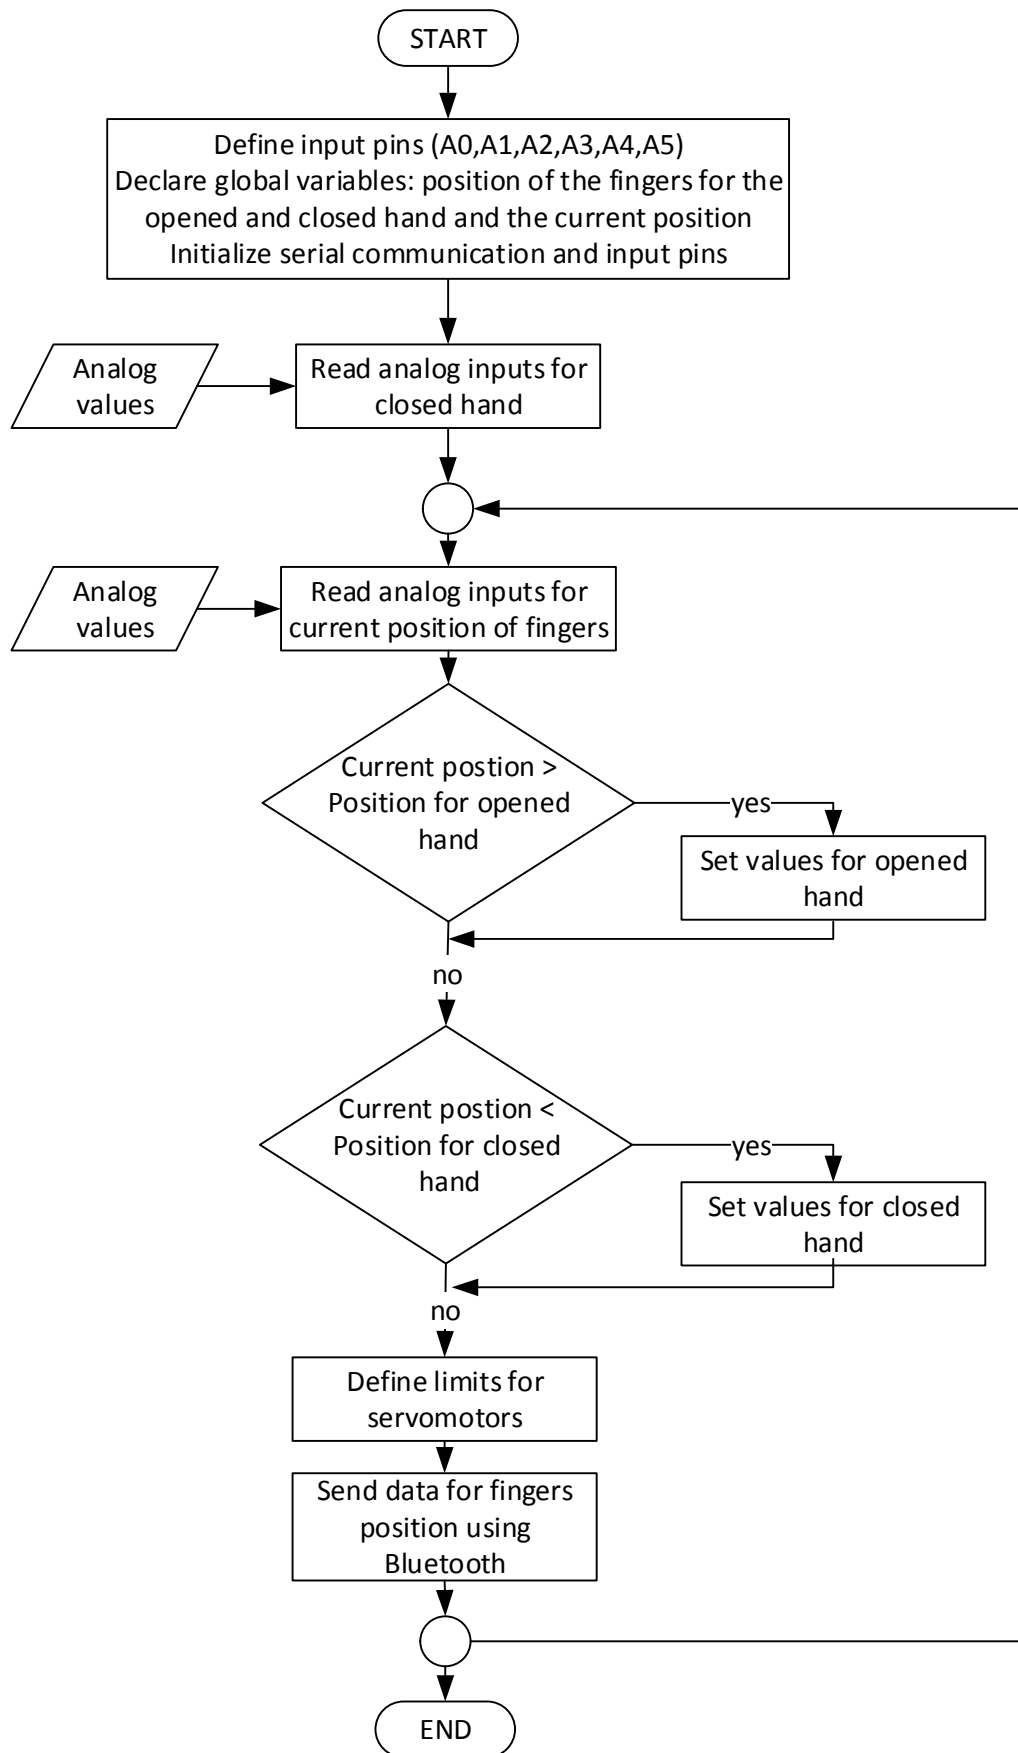 START
Define input pins (A0,A1,A2,A3,A4,A5)
Declare global variables: position of the fingers for the
opened and closed hand and the current position
Initialize serial communication and input pins
Analog
values
Read analog inputs for
closed hand
Analog
values
Read analog inputs for
current position of fingers
Current postion >
Position for opened
hand
yes
Set values for opened
hand
no
Current postion <
Position for closed
hand
yes
Set values for closed
hand
no
Define limits for
servomotors
Send data for fingers
position using
Bluetooth
END